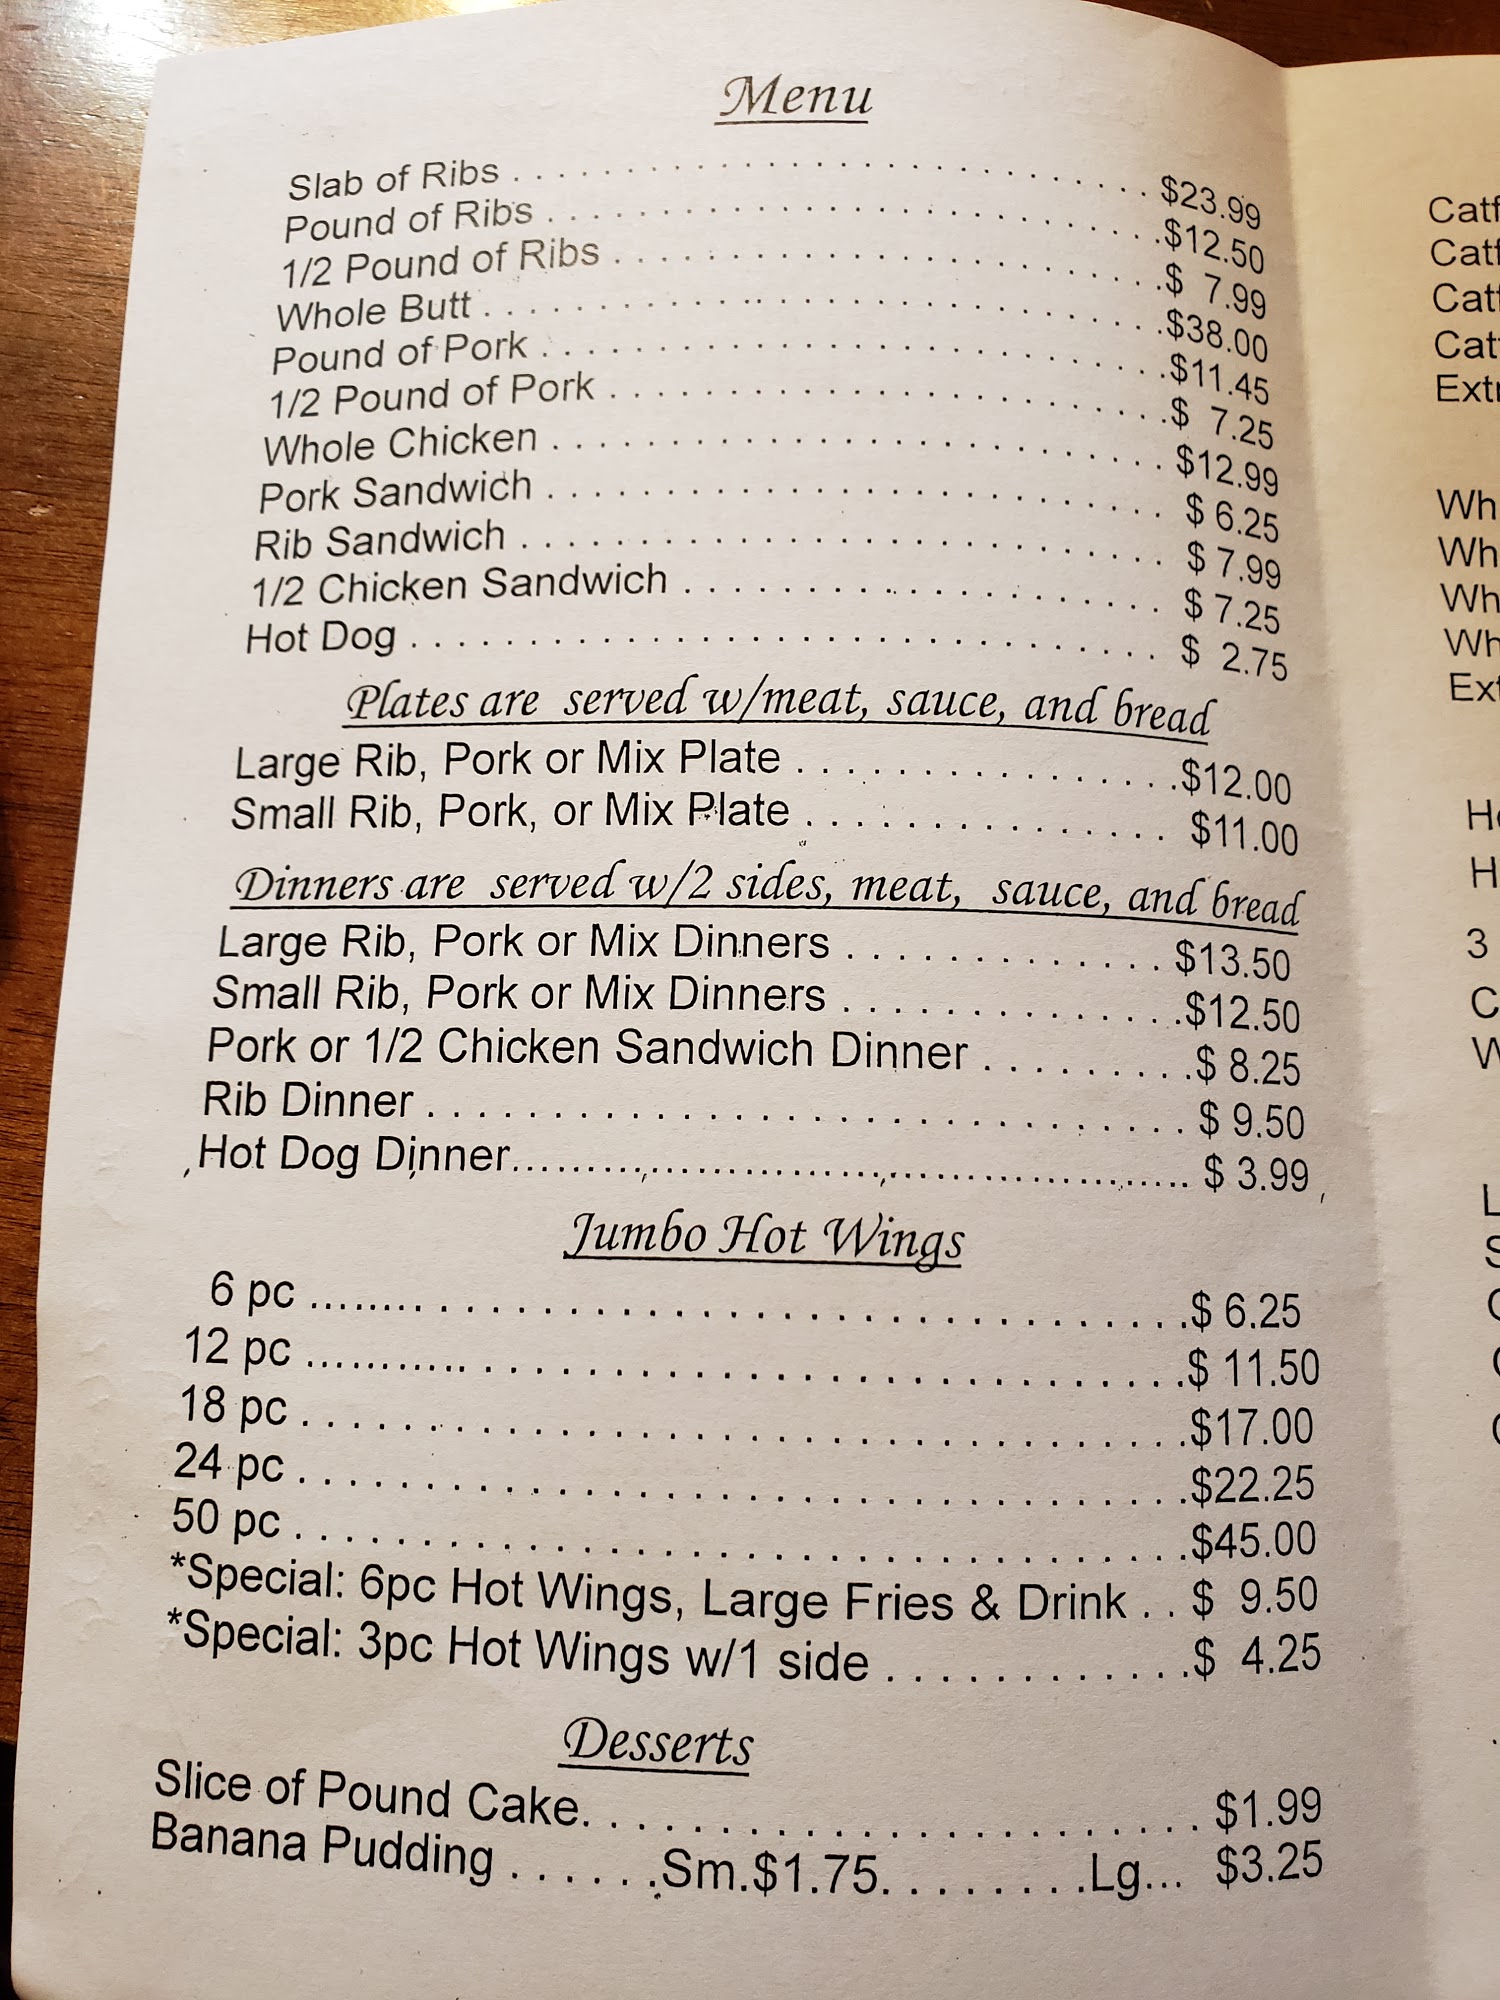 Menu
Slab of Ribs . . . . . . . . . . . . . . . . . . . . . . . . . . . . $23.99
Pound of Ribs . . . . . . . . . . . . . . . . . . . . . . . . . . . $12.50
1/2 Pound of Ribs . . . . . . . . . . . . . . . . . . . . . . . . $ 7.99
Whole Butt . . . . . . . . . . . . . . . . . . . . . . . . . . . . . $38.00
Pound of Pork . . . . . . . . . . . . . . . . . . . . . . . . . . . $11.45
1/2 Pound of Pork . . . . . . . . . . . . . . . . . . . . . . . . $ 7.25
Whole Chicken . . . . . . . . . . . . . . . . . . . . . . . . . . $12.99
Pork Sandwich . . . . . . . . . . . . . . . . . . . . . . . . . . $ 6.25
Rib Sandwich . . . . . . . . . . . . . . . . . . . . . . . . . . . $ 7.99
1/2 Chicken Sandwich . . . . . . . . . . . . . . . . . . . . $ 7.25
Hot Dog . . . . . . . . . . . . . . . . . . . . . . . . . . . . . . $ 2.75
Plates are served w/meat, sauce, and bread
Large Rib, Pork or Mix Plate . . . . . . . . . . . . . . . .$12.00
Small Rib, Pork, or Mix Plate . . . . . . . . . . . . . . . $11.00
Dinners are served w/2 sides, meat, sauce, and bread
Large Rib, Pork or Mix Dinners . . . . . . . . . . . . . $13.50
Small Rib, Pork or Mix Dinners . . . . . . . . . . . . . .$12.50
Pork or 1/2 Chicken Sandwich Dinner . . . . . . . . .$ 8.25
Rib Dinner . . . . . . . . . . . . . . . . . . . . . . . . . . . . . . $ 9.50
Hot Dog Dinner.................................................. $ 3.99
Jumbo Hot Wings
6 pc ........ . . . . . . . . . . . . . . . . . . . . . . . . . . . . . .$ 6.25
12 pc ........... . . . . . . . . . . . . . . . . . . . . . . . . . . .$ 11.50
18 pc . . . . . . . . . . . . . . . . . . . . . . . . . . . . . . . . . .$17.00
24 pc . . . . . . . . . . . . . . . . . . . . . . . . . . . . . . . . . .$22.25
50 pc . . . . . . . . . . . . . . . . . . . . . . . . . . . . . . . . . .$45.00
*Special: 6pc Hot Wings, Large Fries & Drink . . $ 9.50
*Special: 3pc Hot Wings w/1 side . . . . . . . . . . . .$ 4.25
Desserts
Slice of Pound Cake. . . . . . . . . . . . . . . . . . . . . . . . $1.99
Banana Pudding . . . . . .Sm.$1.75. . . . . . . .Lg... $3.25